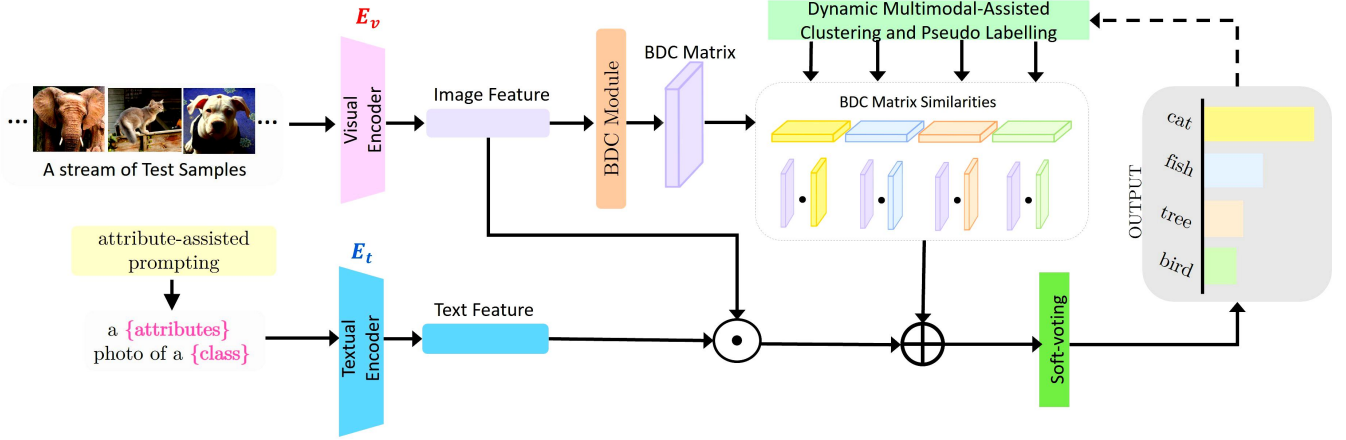 E_v
Visual
Encoder
...
...
A stream of Test Samples
Image Feature
BDC Module
BDC Matrix
Dynamic Multimodal-Assisted
Clustering and Pseudo Labelling
BDC Matrix Similarities
OUTPUT
cat
fish
tree
bird
attribute-assisted
prompting
a {attributes}
photo of a {class}
E_t
Textual
Encoder
Text Feature
Soft-voting